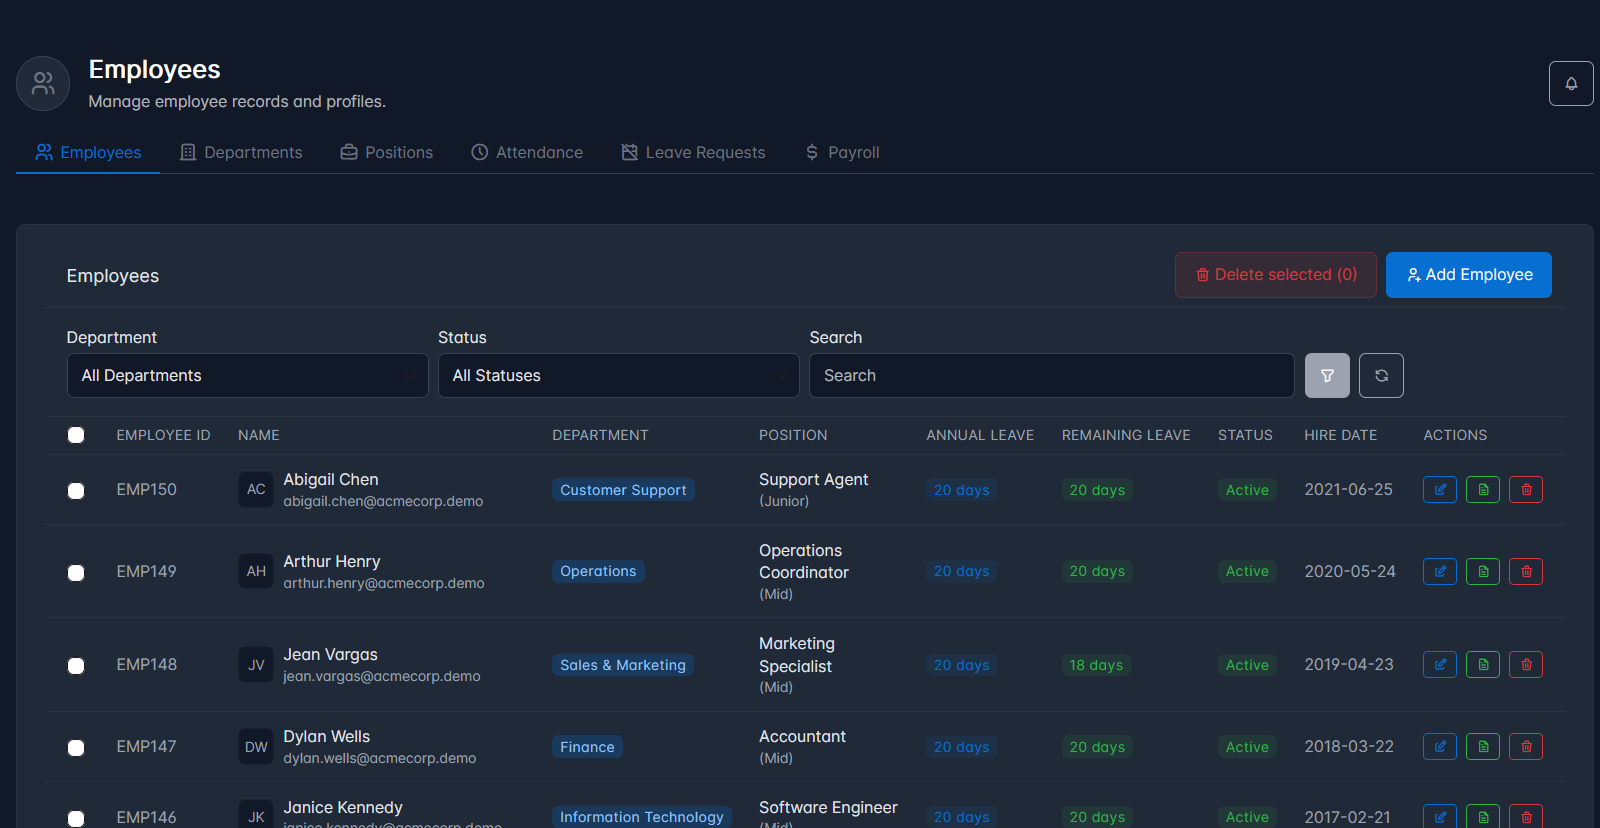 Employees
Manage employee records and profiles.
Employees Departments Positions Attendance Leave Requests Payroll
Employees
Delete selected (0) Add Employee
Department Status Search
All Departments All Statuses Search
EMPLOYEE ID NAME DEPARTMENT POSITION ANNUAL LEAVE REMAINING LEAVE STATUS HIRE DATE ACTIONS
EMP150 AC Abigail Chen Customer Support Support Agent 20 days 20 days Active 2021-06-25
abigail.chen@acmecorp.demo (Junior)
EMP149 AH Arthur Henry Operations Operations 20 days 20 days Active 2020-05-24
arthur.henry@acmecorp.demo Coordinator
(Mid)
EMP148 JV Jean Vargas Sales & Marketing Marketing 20 days 18 days Active 2019-04-23
jean.vargas@acmecorp.demo Specialist
(Mid)
EMP147 DW Dylan Wells Finance Accountant 20 days 20 days Active 2018-03-22
dylan.wells@acmecorp.demo (Mid)
EMP146 JK Janice Kennedy Information Technology Software Engineer 20 days 20 days Active 2017-02-21
janice.kennedy@acmecorp.demo (Mid)